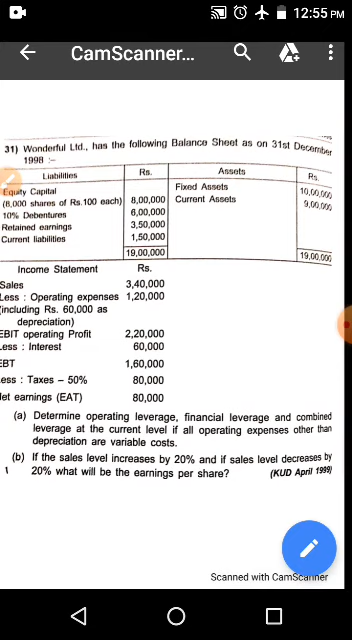 12:55 PM
CamScanner...
31) Wonderful Ltd., has the following Balance Sheet as on 31st December
1998 :–
Liabilities Rs. Assets Rs.
Equity Capital Fixed Assets 10,00,000
(8,000 shares of Rs.100 each) 8,00,000 Current Assets 9,00,000
10% Debentures 6,00,000
Retained earnings 3,50,000
Current liabilities 1,50,000
19,00,000 19,00,000
Income Statement Rs.
Sales 3,40,000
Less : Operating expenses 1,20,000
(including Rs. 60,000 as
depreciation)
EBIT operating Profit 2,20,000
Less : Interest 60,000
EBT 1,60,000
Less : Taxes – 50% 80,000
Net earnings (EAT) 80,000
(a) Determine operating leverage, financial leverage and combined
leverage at the current level if all operating expenses other than
depreciation are variable costs.
(b) If the sales level increases by 20% and if sales level decreases by
20% what will be the earnings per share? (KUD April 1999)
Scanned with CamScanner